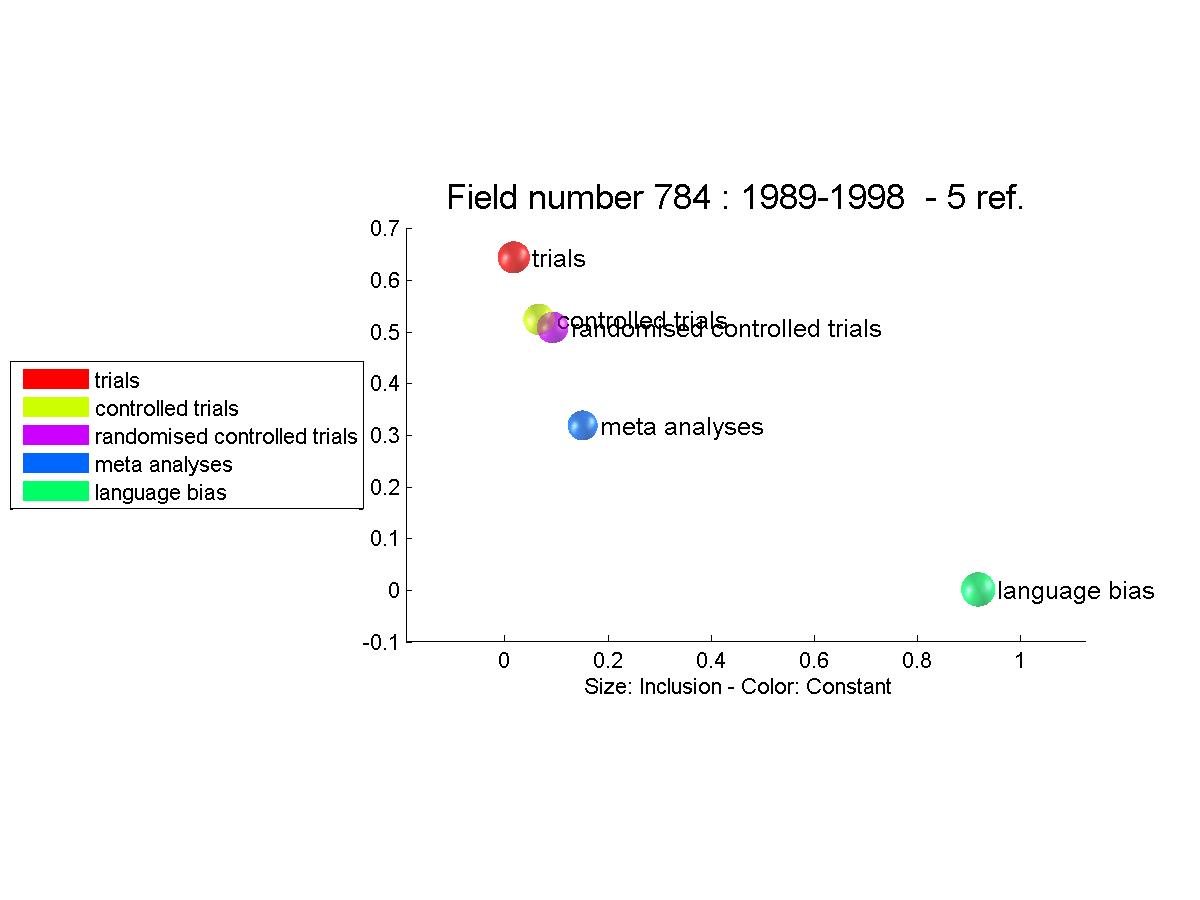 Field number 784 : 1989-1998 - 5 ref.
0.7
0.6
0.5
0.4
0.3
0.2
0.1
0
-0.1
trials
controlled trials
randomised controlled trials
meta analyses
language bias
trials
controlled trials
randomised controlled trials
meta analyses
language bias
0 0.2 0.4 0.6 0.8 1
Size: Inclusion - Color: Constant